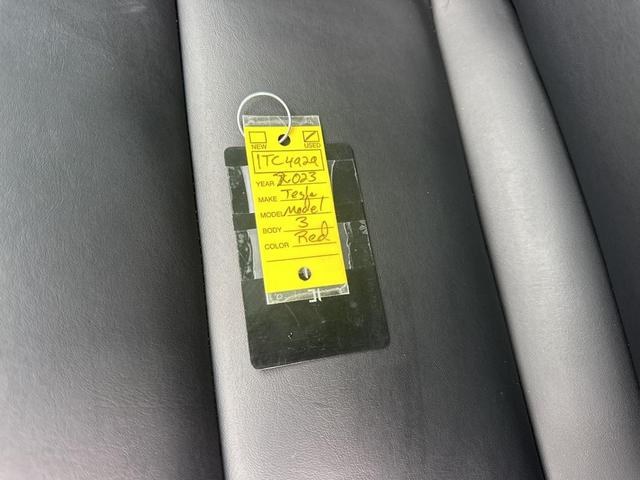 NEW USED
1TC4929
YEAR 2023
MAKE Tesla
MODEL Model
BODY 3
COLOR Red